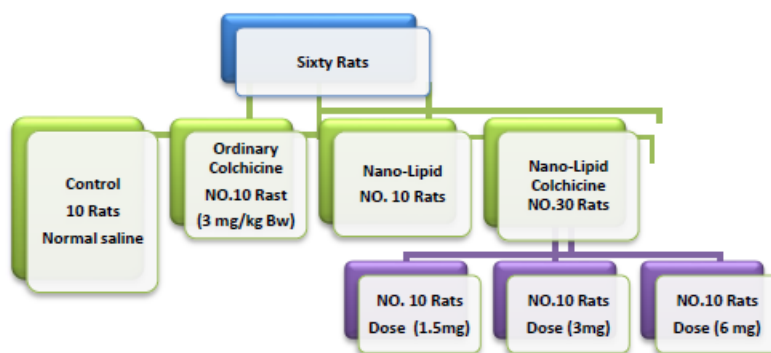 Sixty Rats
Control
10 Rats
Normal saline
Ordinary
Colchicine
NO.10 Rast
(3 mg/kg Bw)
Nano-Lipid
NO. 10 Rats
Nano-Lipid
Colchicine
NO.30 Rats
NO. 10 Rats
Dose (1.5mg)
NO.10 Rats
Dose (3mg)
NO.10 Rats
Dose (6 mg)